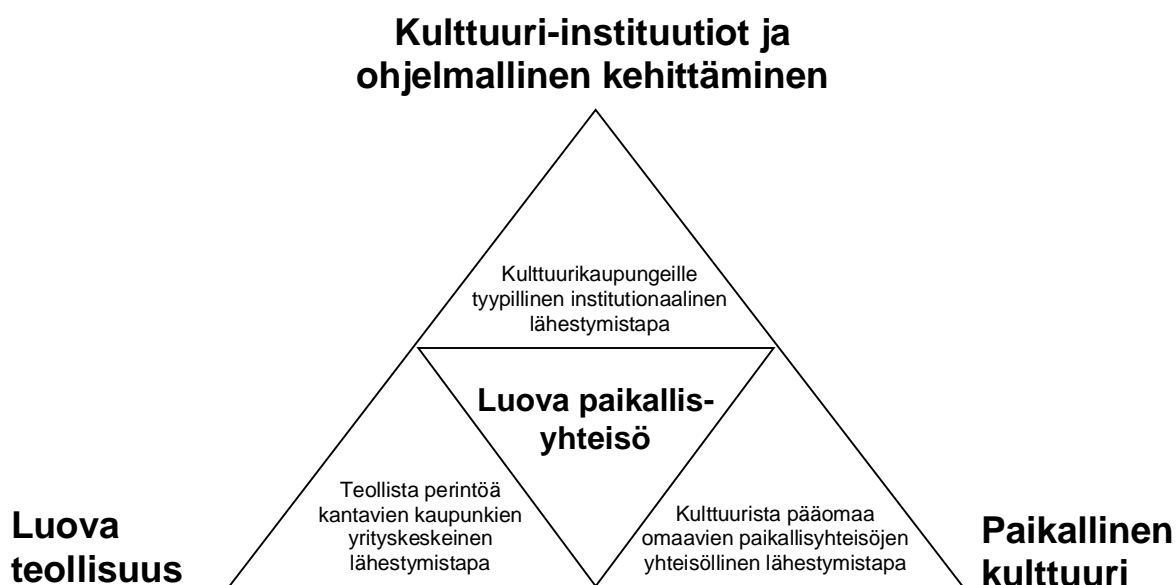 Kulttuuri-instituutiot ja
ohjelmallinen kehittäminen
Kulttuurikaupungeille
tyypillinen institutionaalinen
lähestymistapa
Luova paikallis-
yhteisö
Teollista perintöä
kantavien kaupunkien
yrityskeskeinen
lähestymistapa
Kulttuurista pääomaa
omaavien paikallisyhteisöjen
yhteisöllinen lähestymistapa
Luova
teollisuus
Paikallinen
kulttuuri